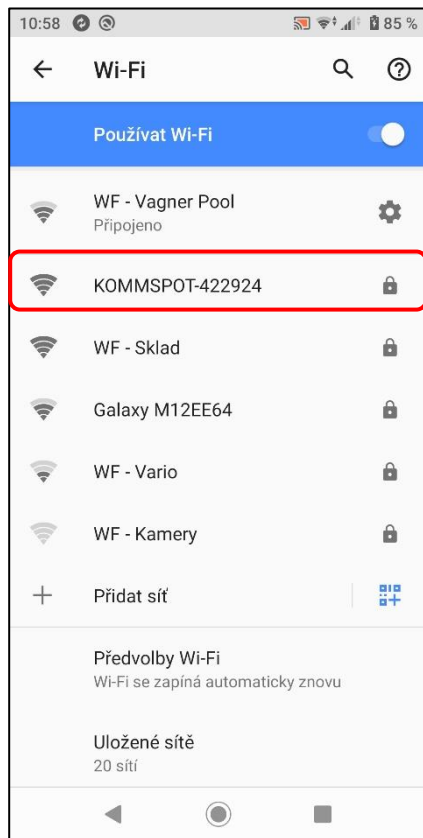 10:58 85 %
Wi-Fi
Používat Wi-Fi
WF - Vagner Pool
Připojeno
KOMMSPOT-422924
WF - Sklad
Galaxy M12EE64
WF - Vario
WF - Kamery
Přidat síť
Předvolby Wi-Fi
Wi-Fi se zapíná automaticky znovu
Uložené sítě
20 sítí